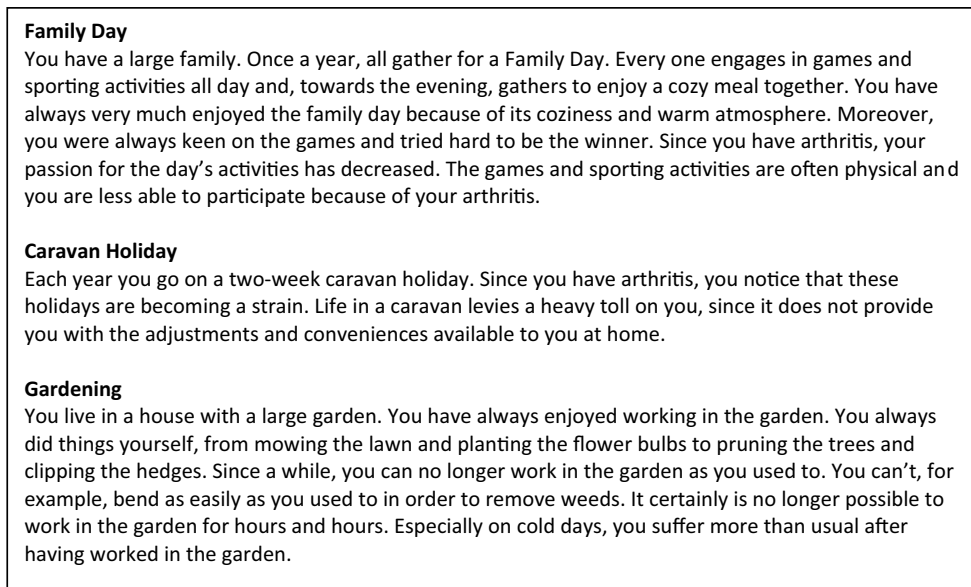 Family Day
You have a large family. Once a year, all gather for a Family Day. Every one engages in games and
sporting activities all day and, towards the evening, gathers to enjoy a cozy meal together. You have
always very much enjoyed the family day because of its coziness and warm atmosphere. Moreover,
you were always keen on the games and tried hard to be the winner. Since you have arthritis, your
passion for the day's activities has decreased. The games and sporting activities are often physical and
you are less able to participate because of your arthritis.
Caravan Holiday
Each year you go on a two-week caravan holiday. Since you have arthritis, you notice that these
holidays are becoming a strain. Life in a caravan levies a heavy toll on you, since it does not provide
you with the adjustments and conveniences available to you at home.
Gardening
You live in a house with a large garden. You have always enjoyed working in the garden. You always
did things yourself, from mowing the lawn and planting the flower bulbs to pruning the trees and
clipping the hedges. Since a while, you can no longer work in the garden as you used to. You can't, for
example, bend as easily as you used to in order to remove weeds. It certainly is no longer possible to
work in the garden for hours and hours. Especially on cold days, you suffer more than usual after
having worked in the garden.